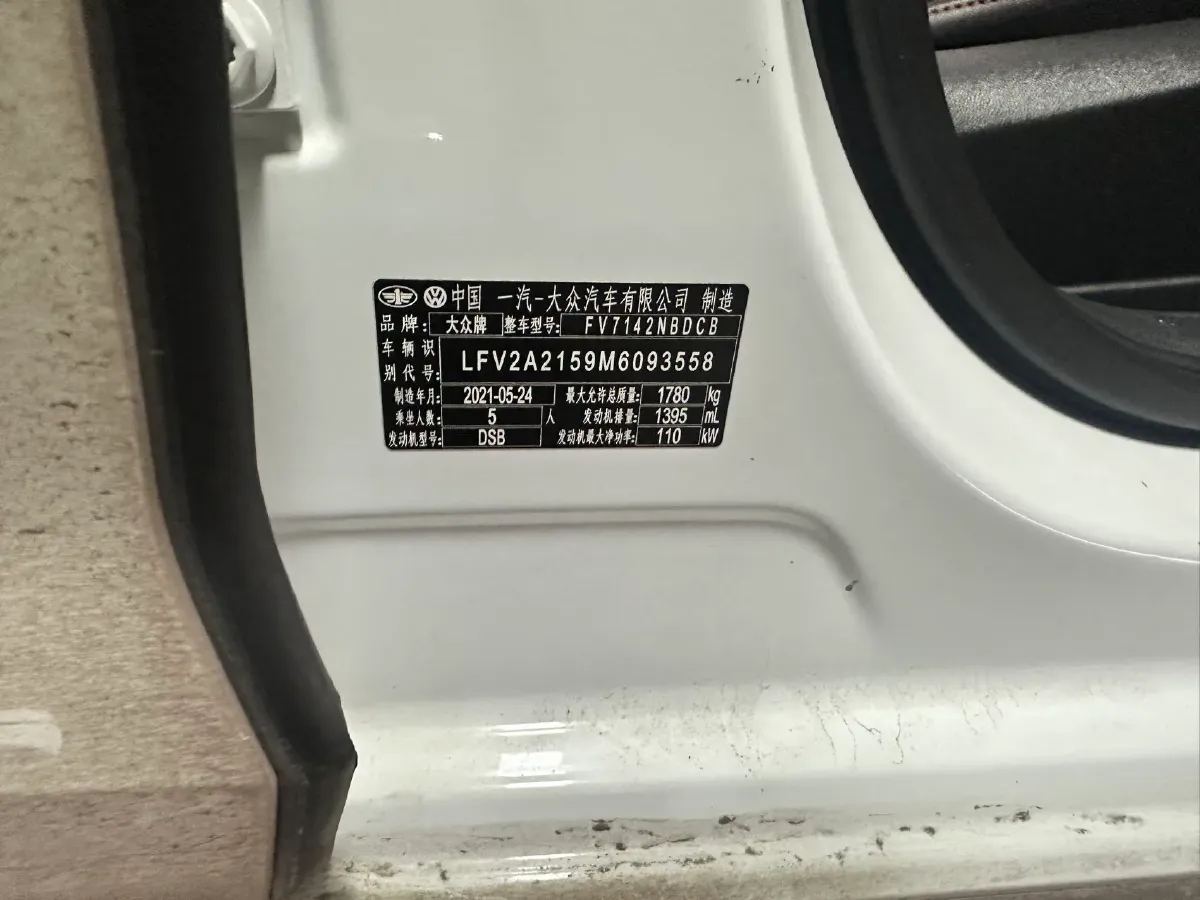 中国 一汽-大众汽车有限公司 制造
品牌: 大众牌 整车型号: FV7142NBDCB
车辆识别代号: LFV2A2159M6093558
制造年月: 2021-05-24 最大允许总质量: 1780 kg
乘坐人数: 5 人 发动机排量: 1395 mL
发动机型号: DSB 发动机最大净功率: 110 kW